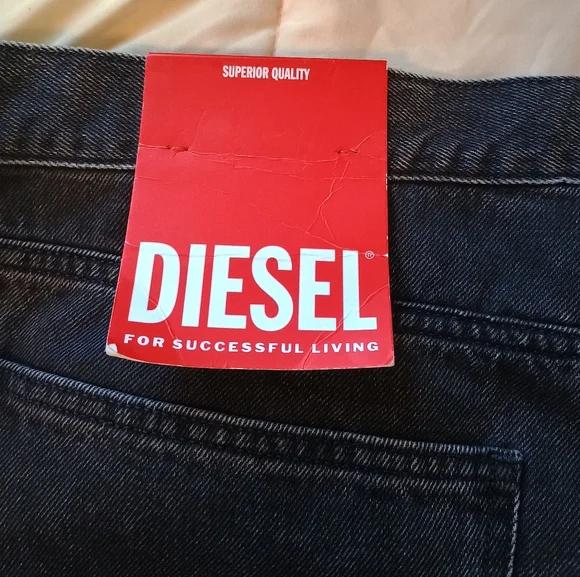 SUPERIOR QUALITY
DIESEL®
FOR SUCCESSFUL LIVING